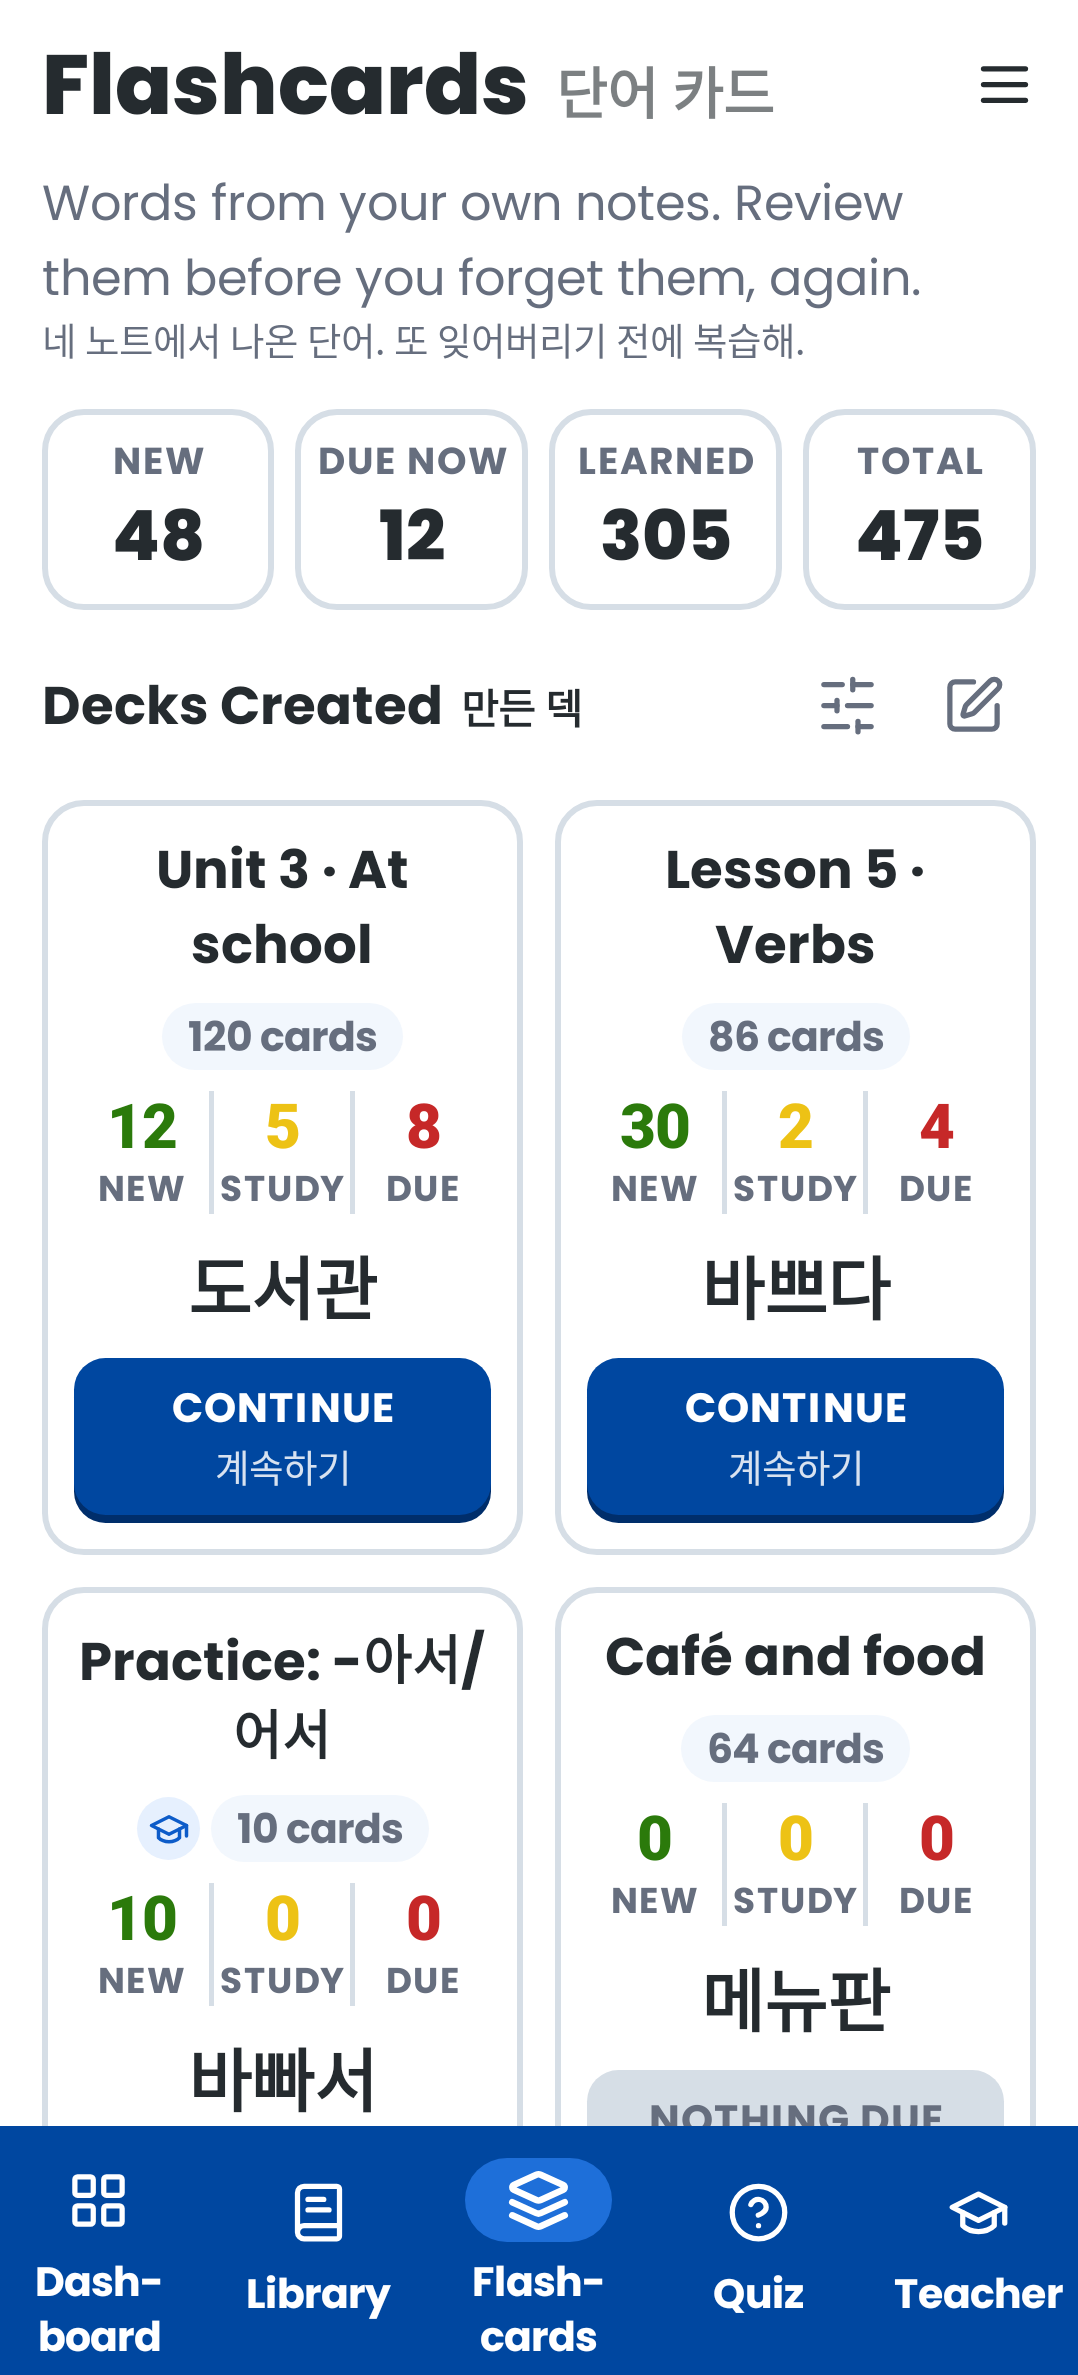 Flashcards 단어 카드
Words from your own notes. Review
them before you forget them, again.
네 노트에서 나온 단어. 또 잊어버리기 전에 복습해.
NEW
48
DUE NOW
12
LEARNED
305
TOTAL
475
Decks Created 만든 덱
Unit 3 · At
school
120 cards
12
NEW
5
STUDY
8
DUE
도서관
CONTINUE
계속하기
Lesson 5 ·
Verbs
86 cards
30
NEW
2
STUDY
4
DUE
바쁘다
CONTINUE
계속하기
Practice: -아서/
어서
10 cards
10
NEW
0
STUDY
0
DUE
바빠서
Café and food
64 cards
0
NEW
0
STUDY
0
DUE
메뉴판
NOTHING DUE
Dash-
board
Library
Flash-
cards
Quiz
Teacher